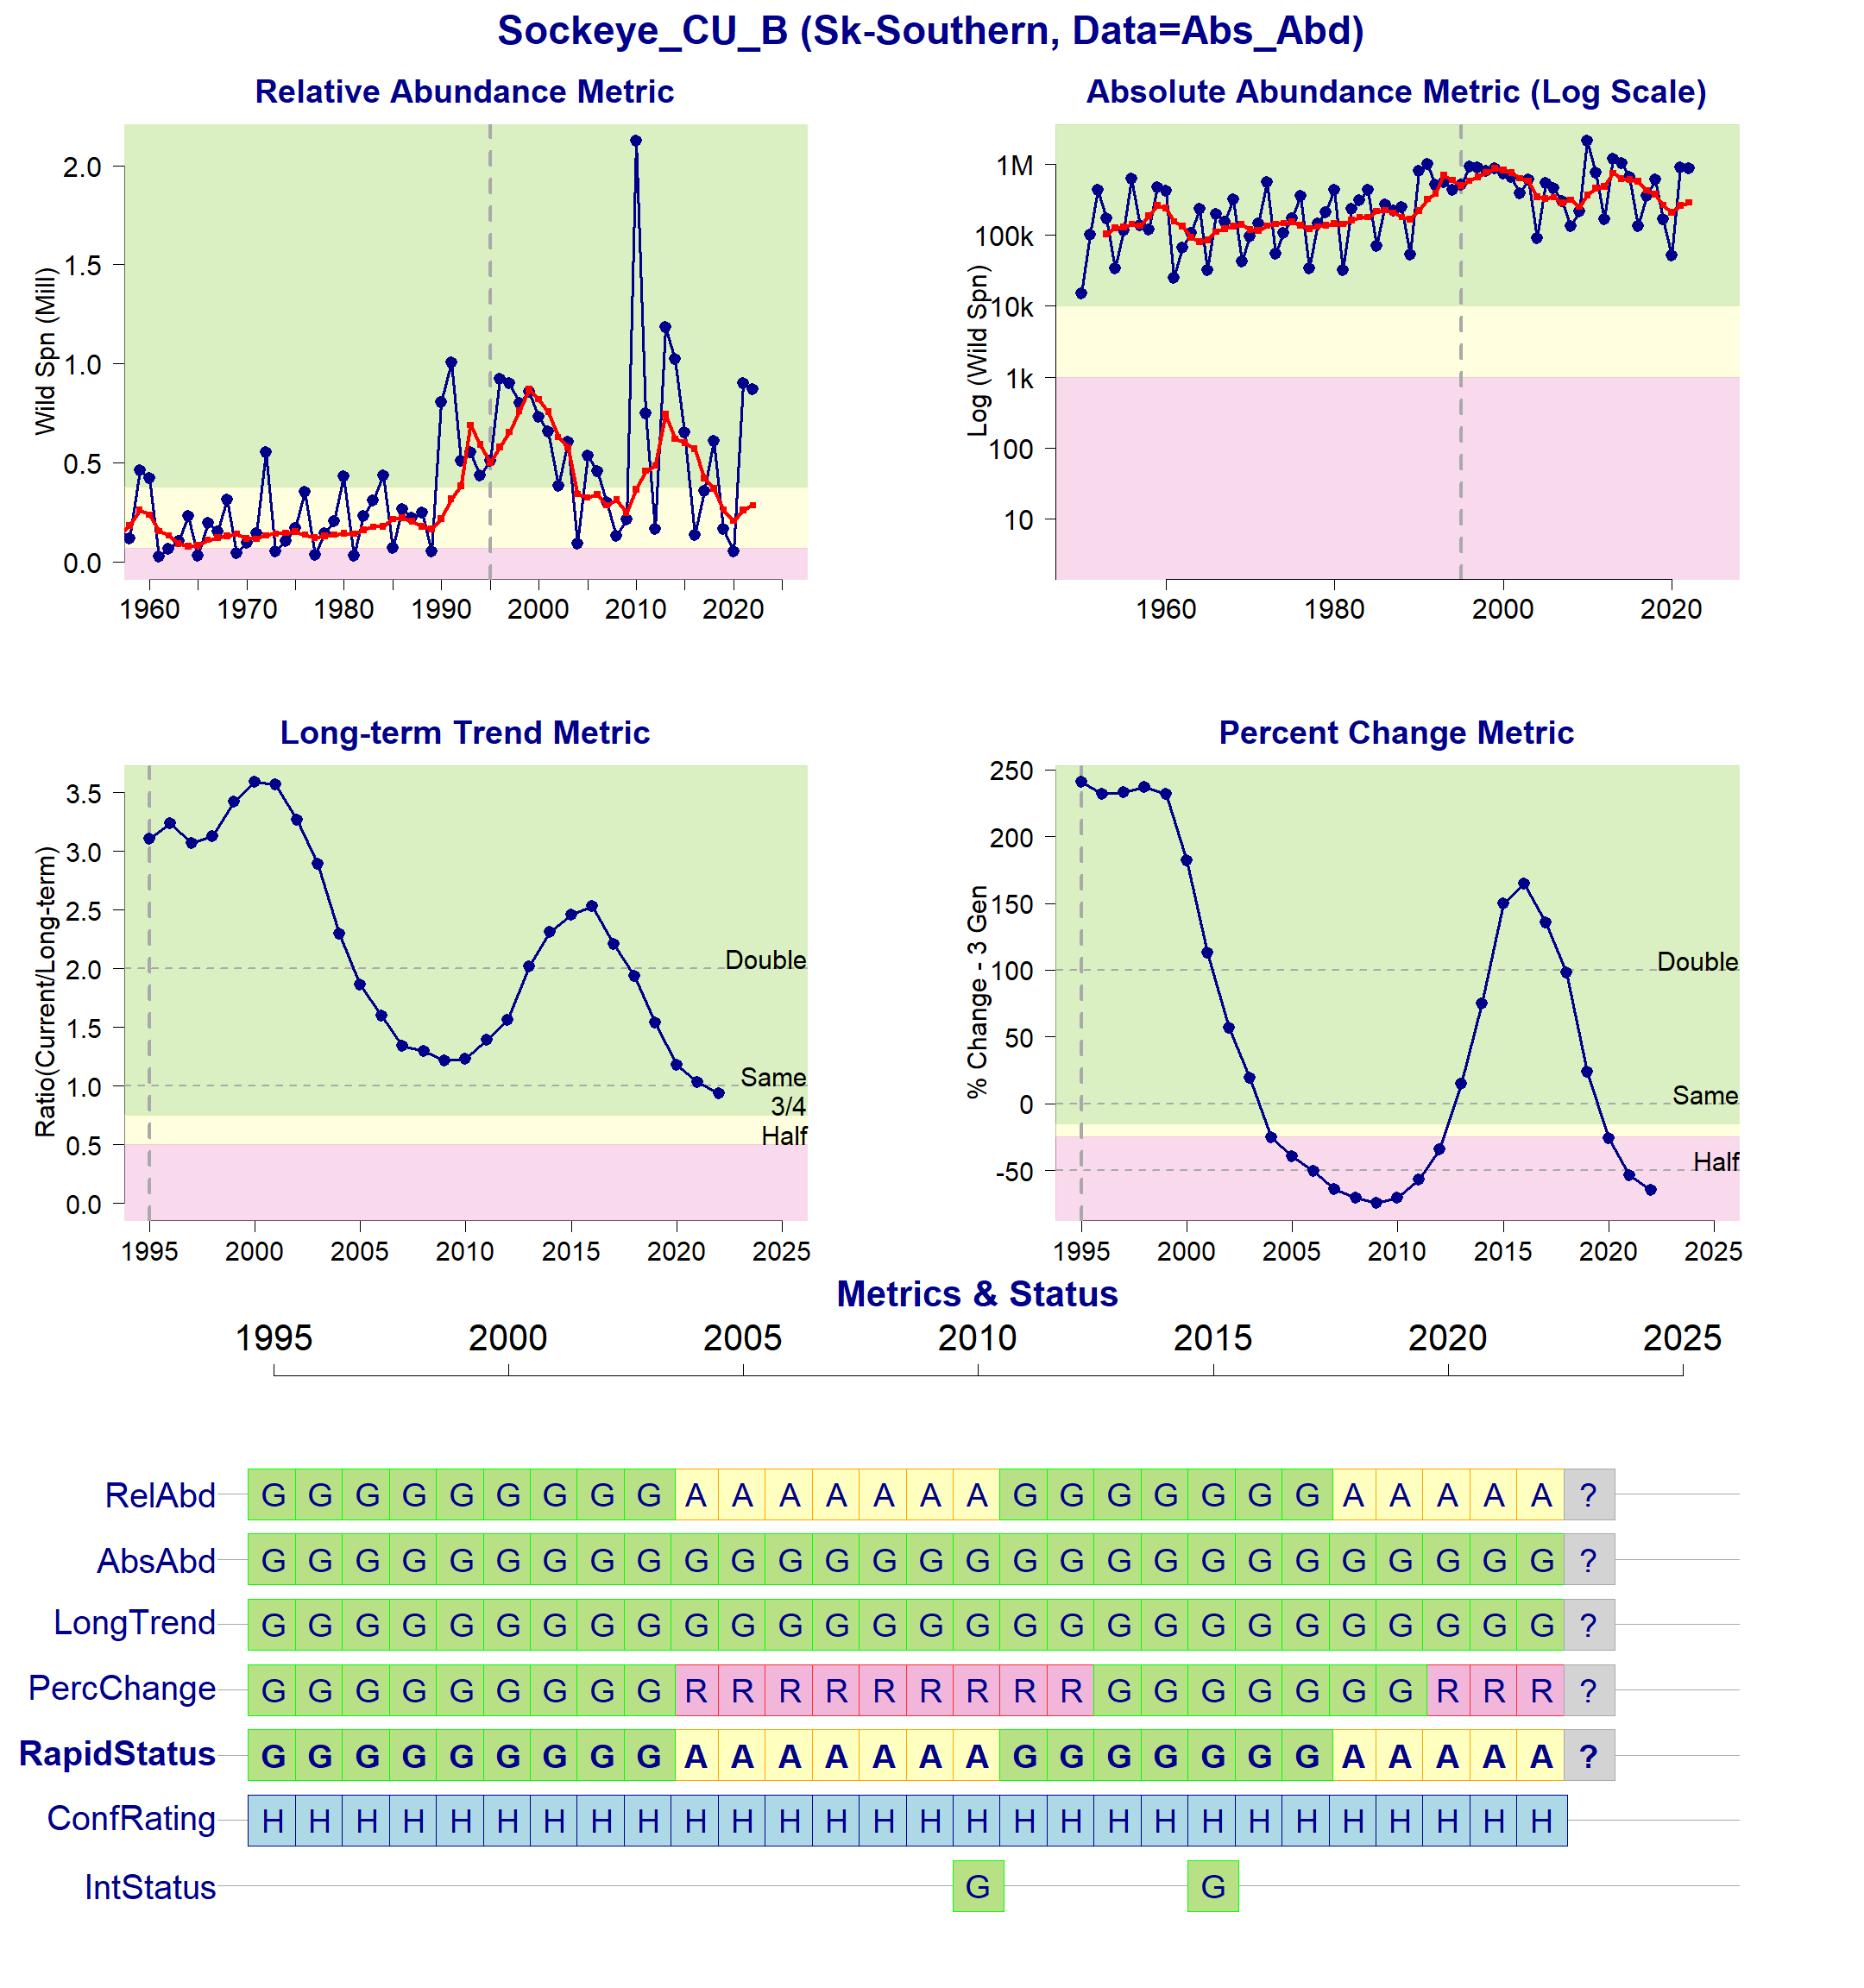 Sockeye_CU_B (Sk-Southern, Data=Abs_Abd)
Relative Abundance Metric
Wild Spn (Mill)
2.0
1.5
1.0
0.5
0.0
1960 1970 1980 1990 2000 2010 2020
Absolute Abundance Metric (Log Scale)
Log (Wild Spn)
1M
100k
10k
1k
100
10
1960 1980 2000 2020
Long-term Trend Metric
Ratio(Current/Long-term)
3.5
3.0
2.5
2.0
1.5
1.0
0.5
0.0
Double
Same
3/4
Half
1995 2000 2005 2010 2015 2020 2025
Percent Change Metric
% Change - 3 Gen
250
200
150
100
50
0
-50
Double
Same
Half
1995 2000 2005 2010 2015 2020 2025
Metrics & Status
1995 2000 2005 2010 2015 2020 2025
RelAbd G G G G G G G G G A A A A A A A G G G G G G G A A A A A ?
AbsAbd G G G G G G G G G G G G G G G G G G G G G G G G G G G G ?
LongTrend G G G G G G G G G G G G G G G G G G G G G G G G G G G G ?
PercChange G G G G G G G G G R R R R R R R R R G G G G G G G R R R ?
RapidStatus G G G G G G G G G A A A A A A A G G G G G G G A A A A A ?
ConfRating H H H H H H H H H H H H H H H H H H H H H H H H H H H H
IntStatus G G